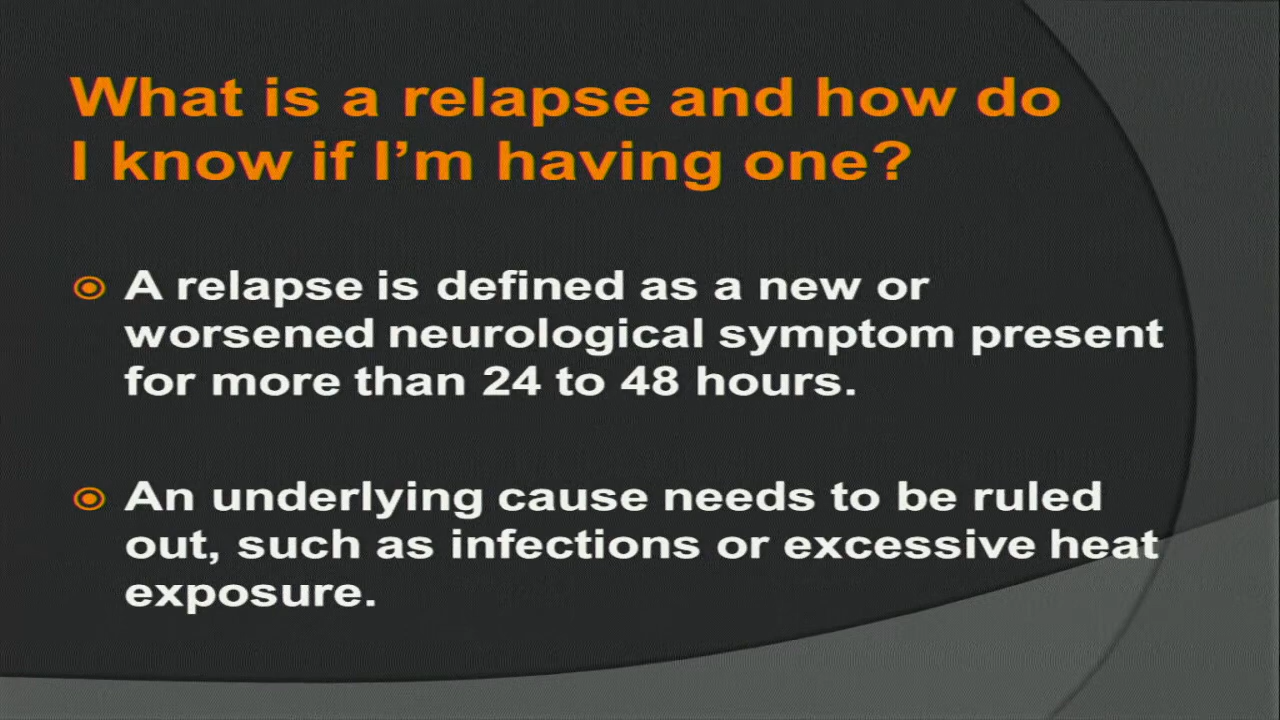 What is a relapse and how do
I know if I’m having one?
A relapse is defined as a new or
worsened neurological symptom present
for more than 24 to 48 hours.
An underlying cause needs to be ruled
out, such as infections or excessive heat
exposure.